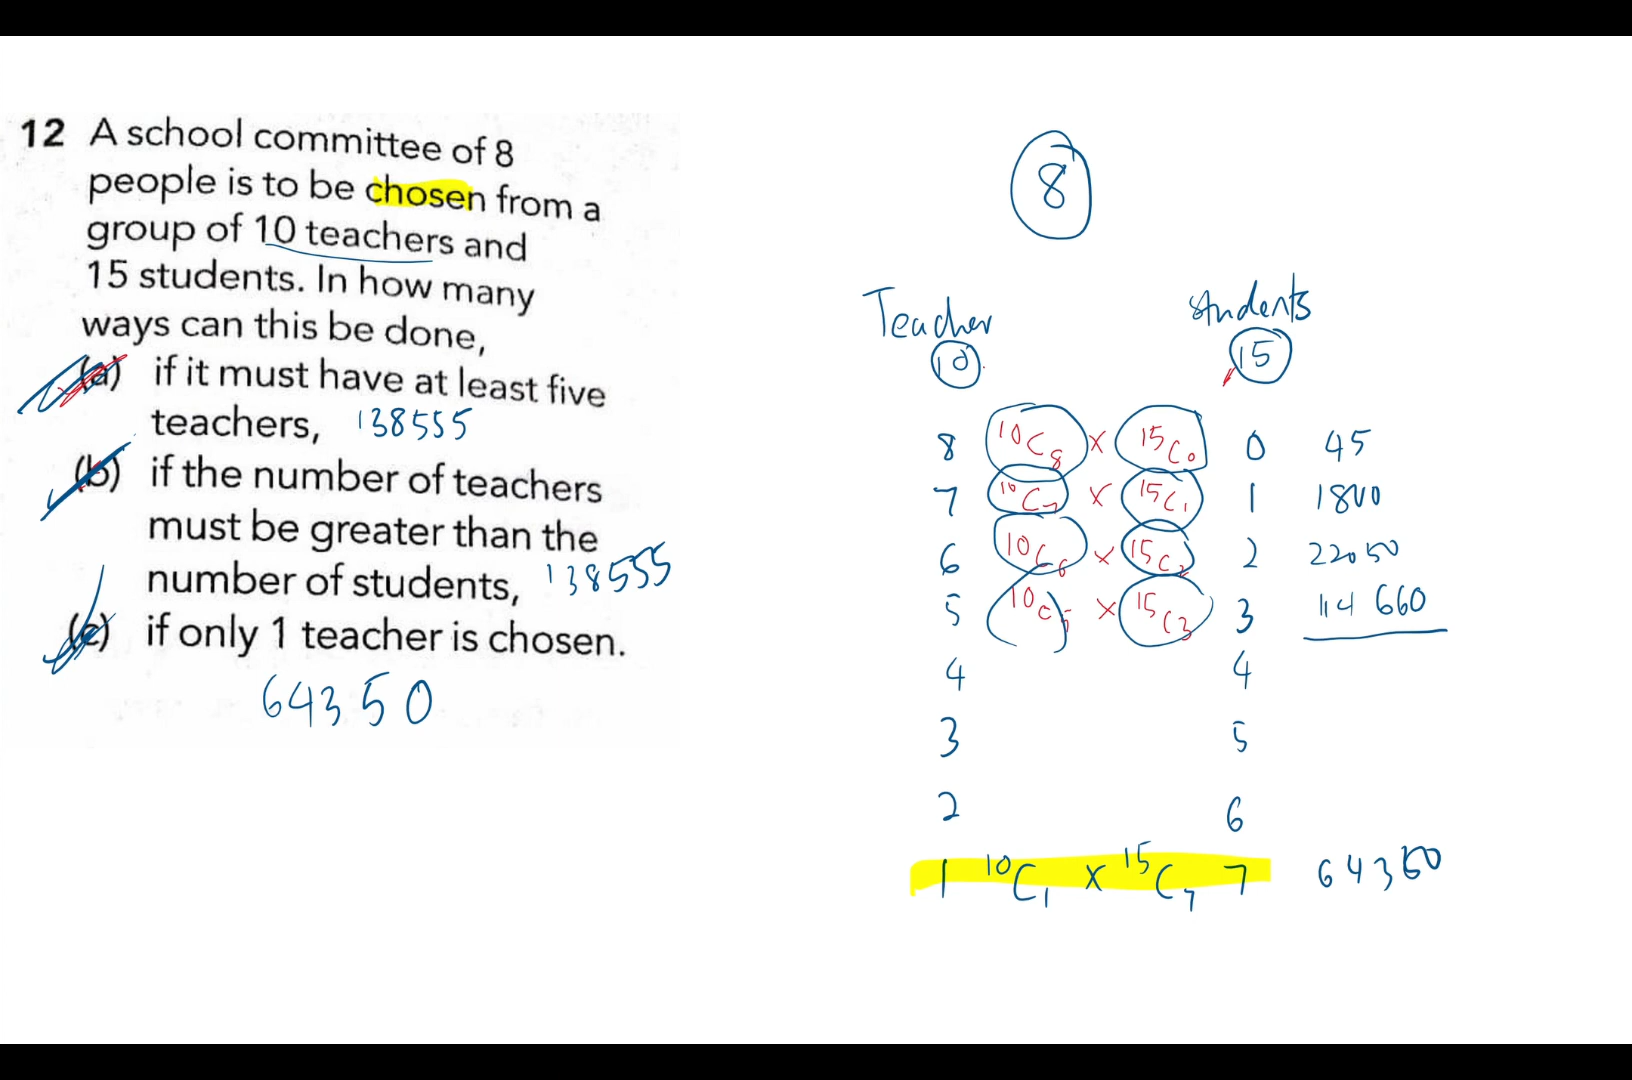 12 A school committee of 8
people is to be chosen from a
group of 10 teachers and
15 students. In how many
ways can this be done,
(a) if it must have at least five
teachers, 138555
(b) if the number of teachers
must be greater than the
number of students, 138555
(c) if only 1 teacher is chosen.
64350
8
Teacher students
10 15
8 ¹⁰C₈ × ¹⁵C₀ 0 45
7 ¹⁰C₇ × ¹⁵C₁ 1 1800
6 ¹⁰C₆ × ¹⁵C₂ 2 22050
5 ¹⁰C₅ × ¹⁵C₃ 3 114660
4 4
3 5
2 6
1 ¹⁰C₁ × ¹⁵C₇ 7 64350